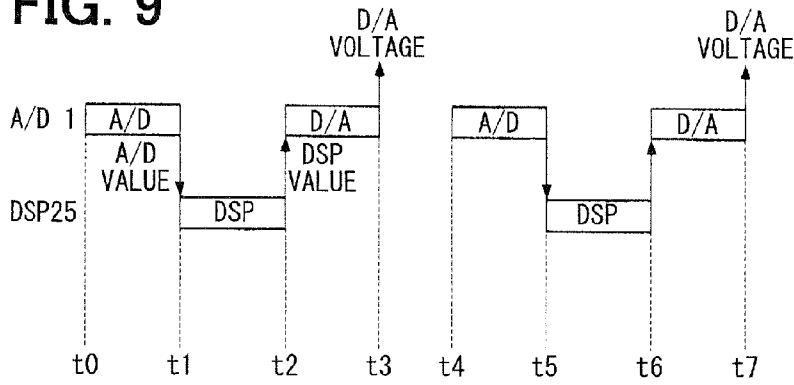 FIG. 9
D/A
VOLTAGE
D/A
VOLTAGE
A/D 1
A/D
D/A
A/D
D/A
A/D
VALUE
DSP
VALUE
DSP25
DSP
DSP
t0 t1 t2 t3 t4 t5 t6 t7